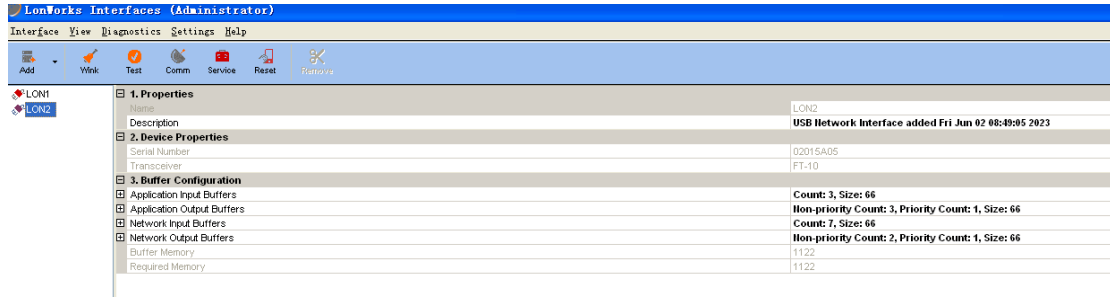 LonWorks Interfaces (Administrator)
Interface View Diagnostics Settings Help
Add Wink Test Comm Service Reset Remove
LON1
LON2
1. Properties
Name LON2
Description USB Network Interface added Fri Jun 02 08:49:05 2023
2. Device Properties
Serial Number 02015A05
Transceiver FT-10
3. Buffer Configuration
Application Input Buffers Count: 3, Size: 66
Application Output Buffers Non-priority Count: 3, Priority Count: 1, Size: 66
Network Input Buffers Count: 7, Size: 66
Network Output Buffers Non-priority Count: 2, Priority Count: 1, Size: 66
Buffer Memory 1122
Required Memory 1122